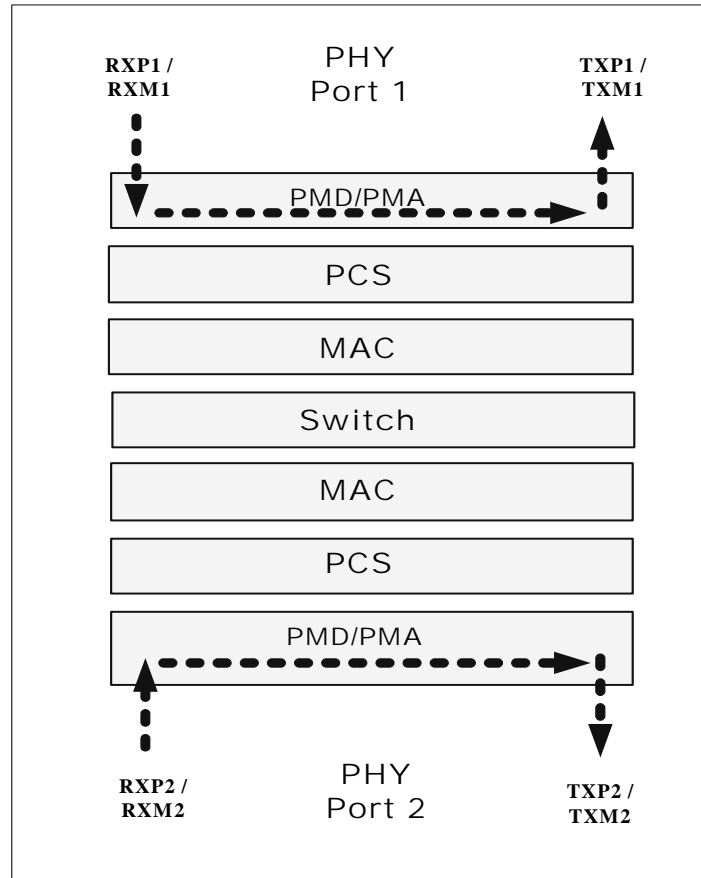 RXP1 /
RXM1
PHY
Port 1
TXP1 /
TXM1
PMD/PMA
PCS
MAC
Switch
MAC
PCS
PMD/PMA
RXP2 /
RXM2
PHY
Port 2
TXP2 /
TXM2